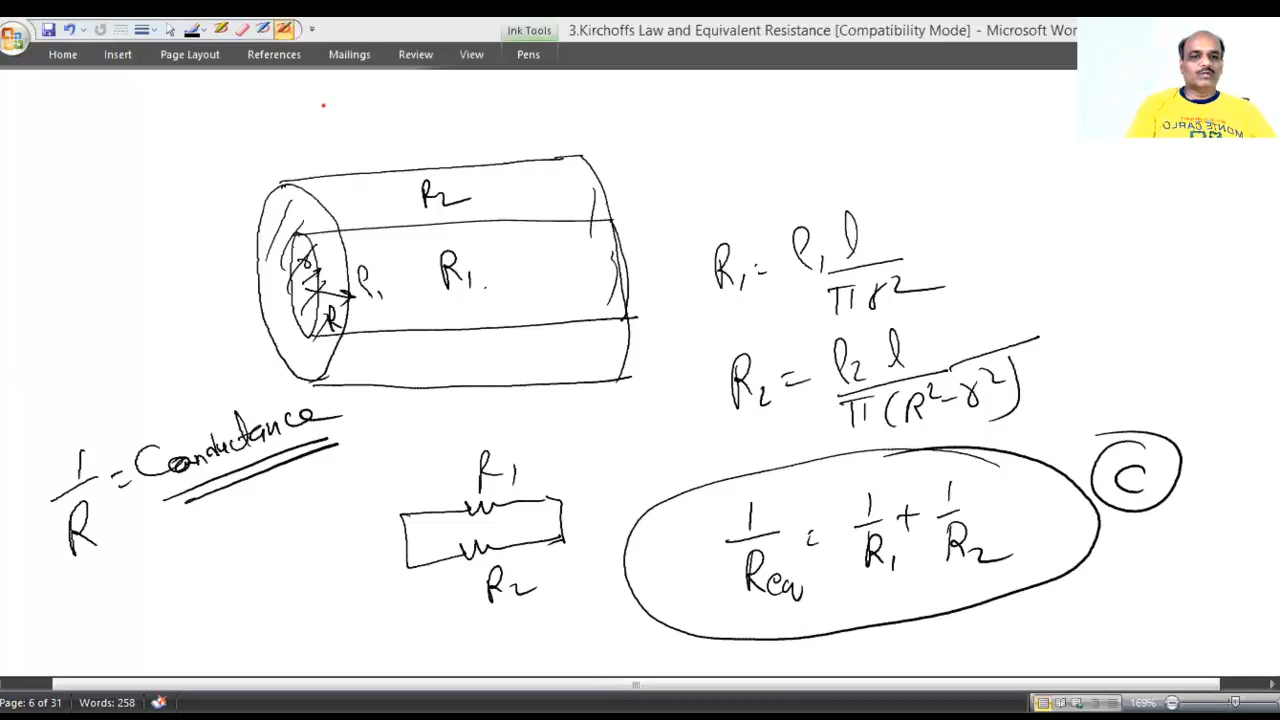 Ink Tools
3.Kirchoffs Law and Equivalent Resistance [Compatibility Mode] - Microsoft Wor
Home Insert Page Layout References Mailings Review View Pens
MONTE CARLO
R2
R1
r
ρ1
R
R1 = ρ1 l / πr²
R2 = ρ2 l / π(R² - r²)
1/R = Conductance
R1
R2
1/Req = 1/R1 + 1/R2
C
Page: 6 of 31 Words: 258 169%